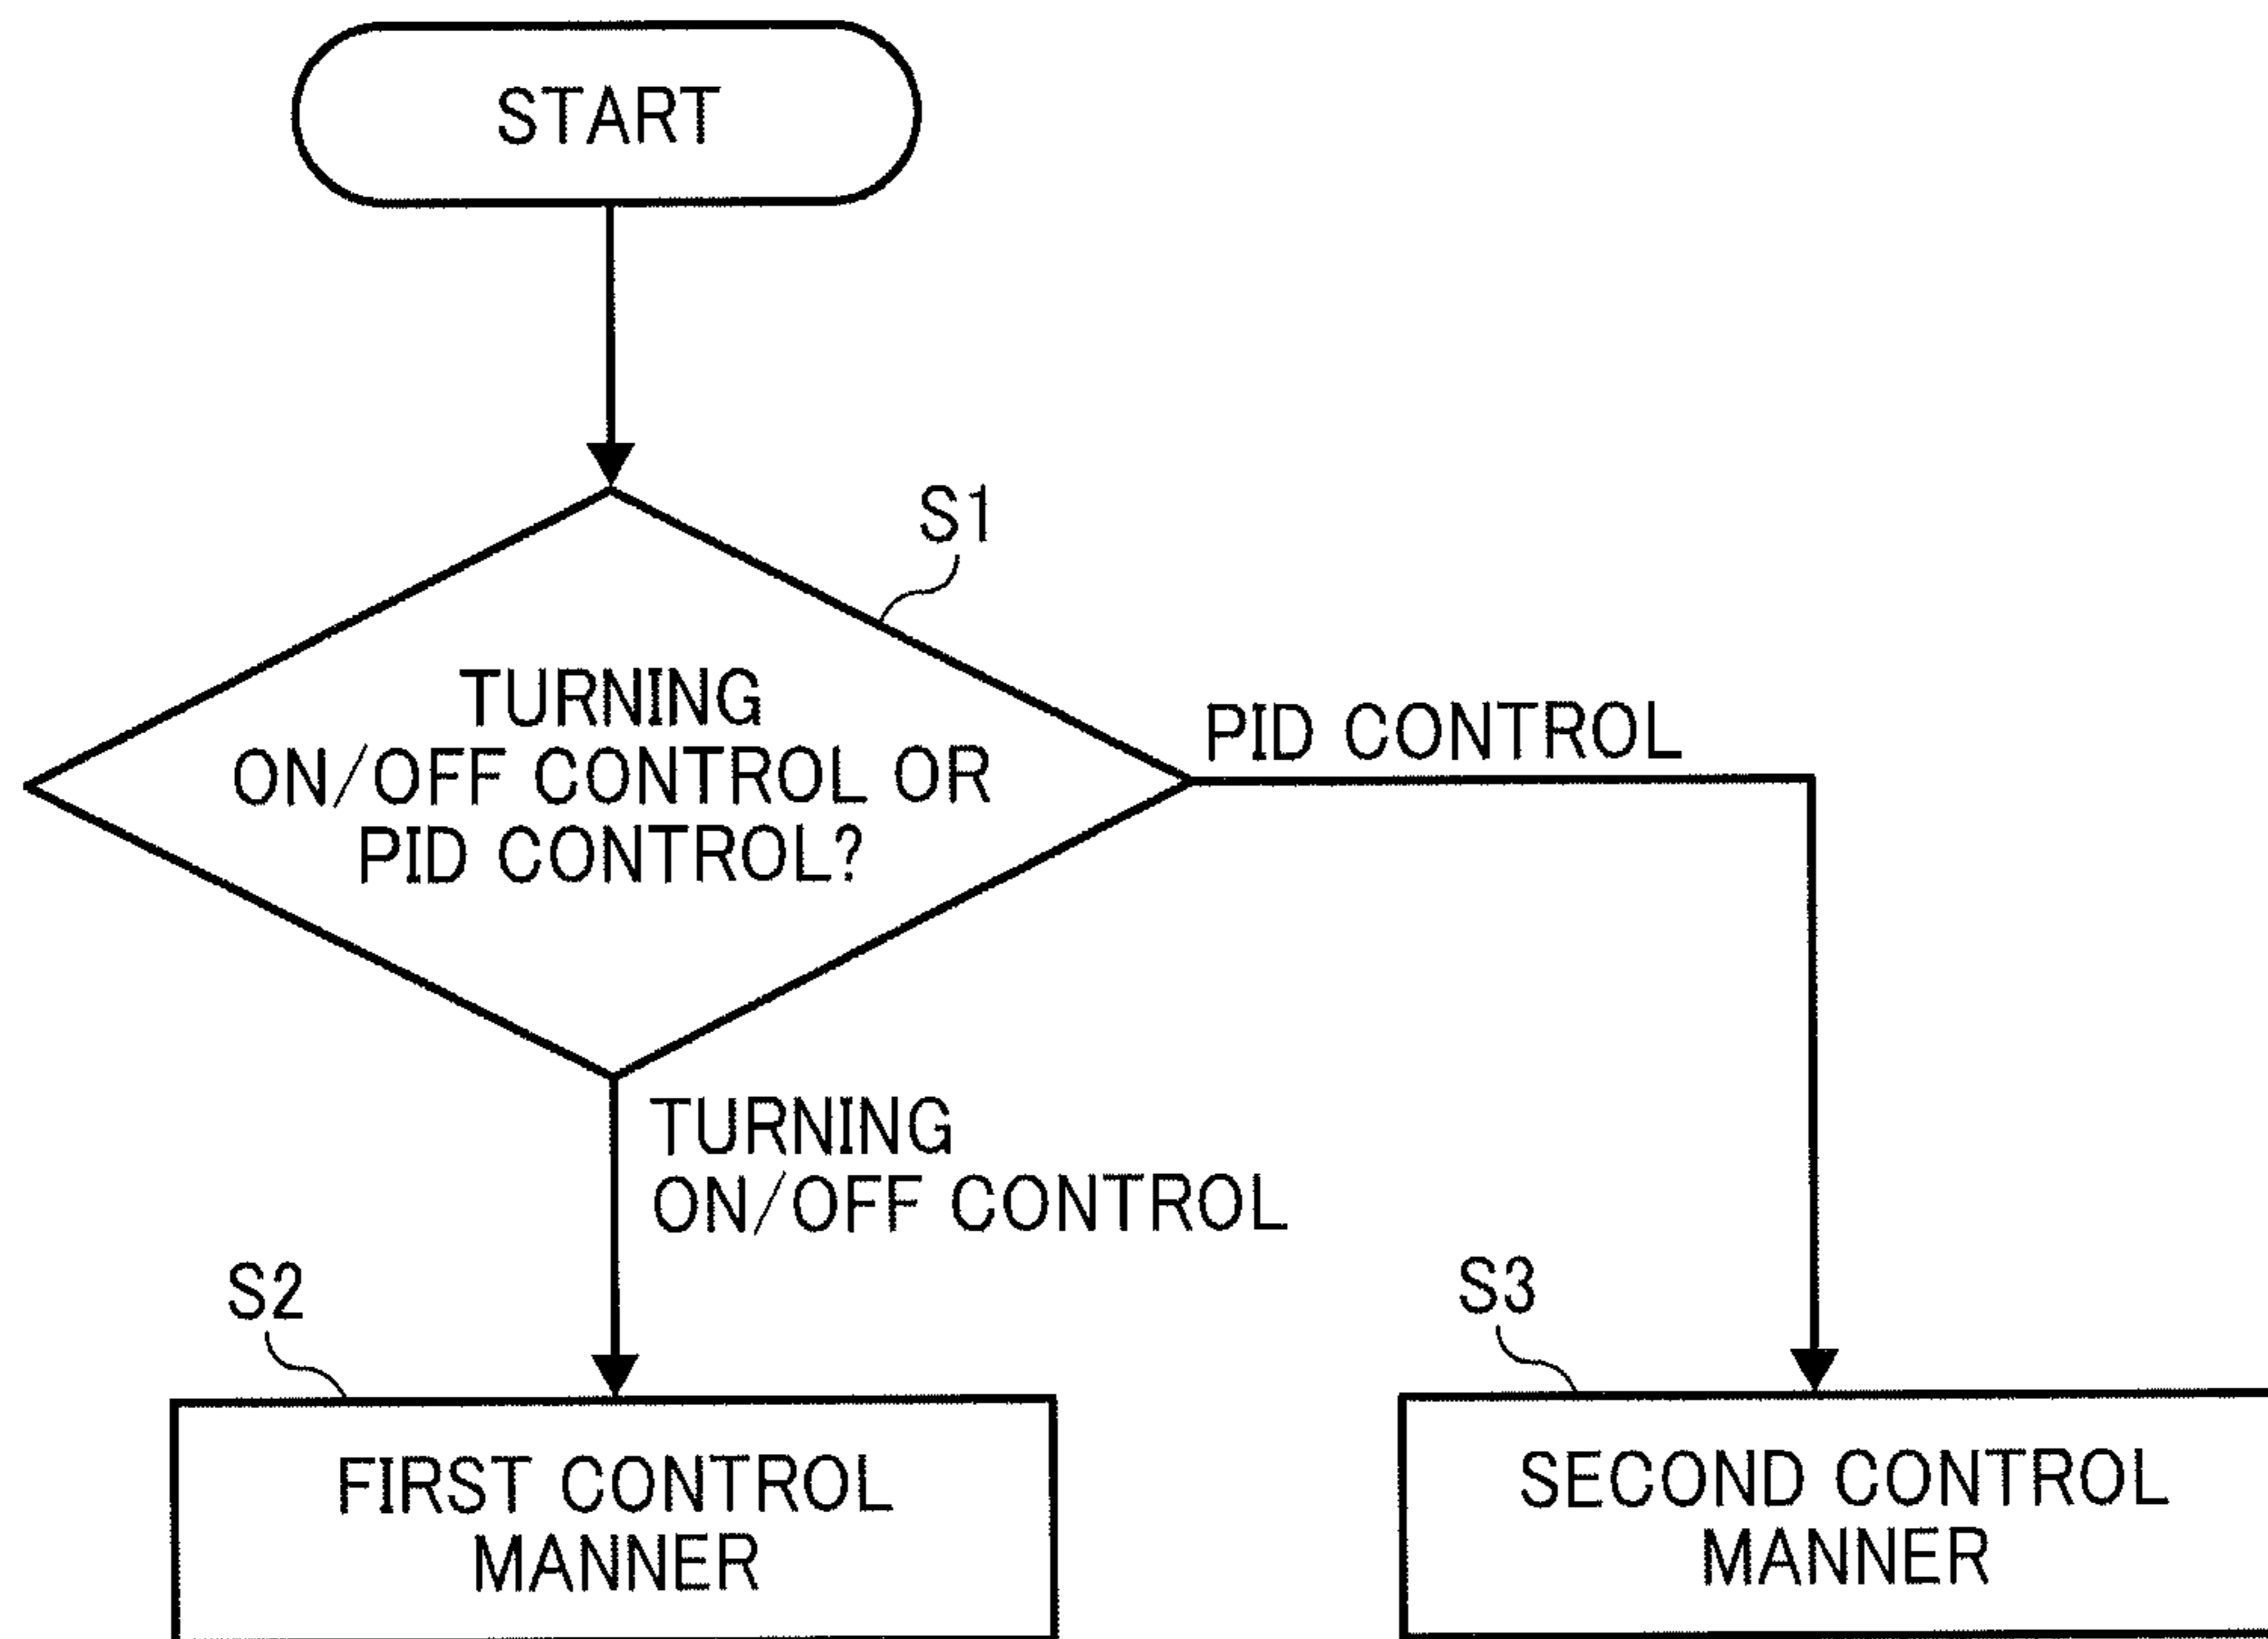 START
S1
TURNING
ON/OFF CONTROL OR
PID CONTROL?
PID CONTROL
TURNING
ON/OFF CONTROL
S2
S3
FIRST CONTROL
MANNER
SECOND CONTROL
MANNER